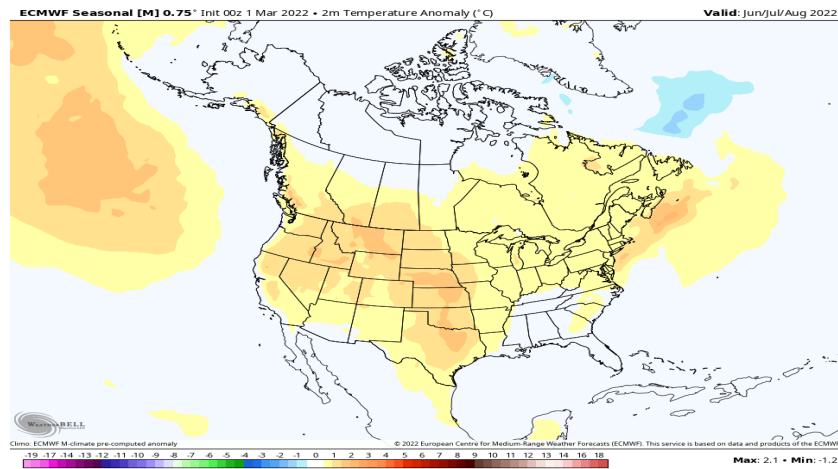 ECMWF Seasonal [M] 0.75° Init 00z 1 Mar 2022 • 2m Temperature Anomaly (°C) Valid: Jun/Jul/Aug 2022
WEATHERBELL
Climo: ECMWF M-climate pre-computed anomaly © 2022 European Centre for Medium-Range Weather Forecasts (ECMWF). This service is based on data and products of the ECMWF
-19 -17 -14 -13 -12 -11 -10 -9 -8 -7 -6 -5 -4 -3 -2 -1 0 1 2 3 4 5 6 7 8 9 10 11 12 13 14 16 18 Max: 2.1 • Min: -1.2